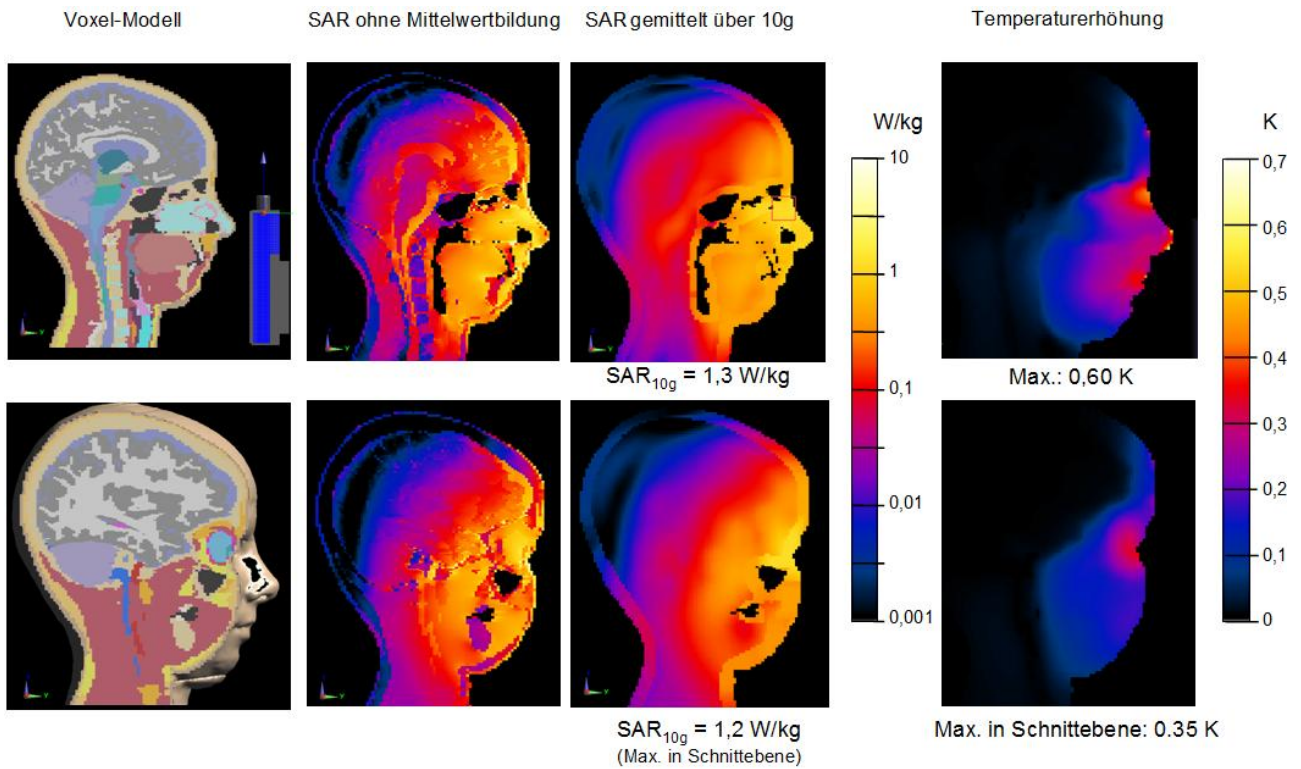 Voxel-Modell
SAR ohne Mittelwertbildung
SAR gemittelt über 10g
Temperaturerhöhung
W/kg
10
1
0,1
0,01
0,001
K
0,7
0,6
0,5
0,4
0,3
0,2
0,1
0
SAR10g = 1,3 W/kg
Max.: 0,60 K
SAR10g = 1,2 W/kg
(Max. in Schnittebene)
Max. in Schnittebene: 0.35 K